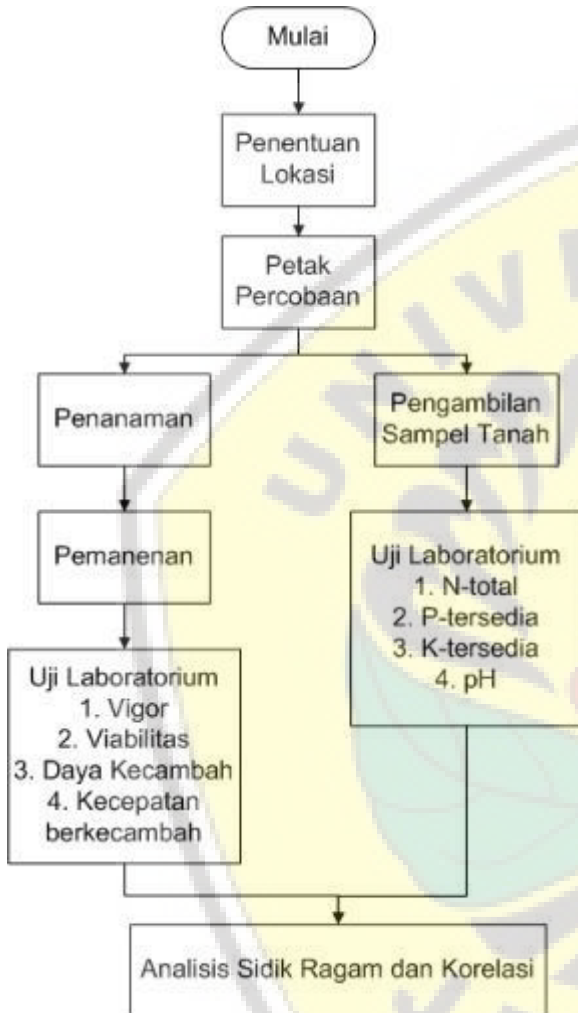 Mulai
Penentuan
Lokasi
Petak
Percobaan
Penanaman
Pengambilan
Sampel Tanah
Pemanenan
Uji Laboratorium
1. N-total
2. P-tersedia
3. K-tersedia
4. pH
Uji Laboratorium
1. Vigor
2. Viabilitas
3. Daya Kecambah
4. Kecepatan
berkecambah
Analisis Sidik Ragam dan Korelasi
UNIV